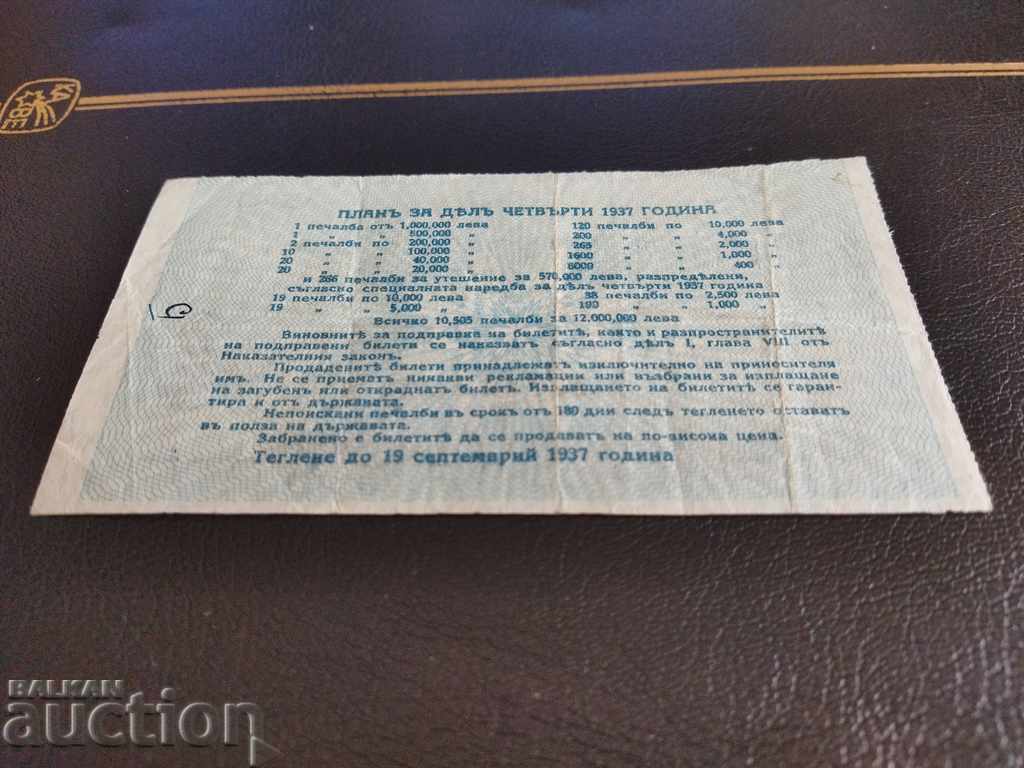 ПЛАНЪ ЗА ДѢЛЪ ЧЕТВЪРТИ 1937 ГОДИНА
1 печалба отъ 1,000,000 лева 120 печалби по 10,000 лева
1 „ „ 500,000 „ 200 „ „ 4,000 „
2 печалби по 200,000 „ 265 „ „ 2,000 „
10 „ „ 100,000 „ 1600 „ „ 1,000 „
20 „ „ 40,000 „ 8000 „ „ 400 „
20 „ „ 20,000 „
и 266 печалби за утешение за 570,000 лева, разпредѣлени,
съгласно специалната наредба за дѣлъ четвърти 1937 година
19 печалби по 10,000 лева 38 печалби по 2,500 лева
19 „ „ 5,000 „ 190 „ „ 1,000 „
Всичко 10,505 печалби за 12,000,000 лева
Виновнитѣ за подправка на билетитѣ, както и разпространителитѣ
на подправени билети се наказватъ съгласно дѣлъ I, глава VIII отъ
Наказателния законъ.
Продаденитѣ билети принадлежатъ изключително на приносителя
имъ. Не се приематъ никакви рекламации или възбрани за изплащане
на загубенъ или откраднатъ билетъ. Изплащането на билетитѣ се гаран-
тира и отъ държавата.
Непоискани печалби въ срокъ отъ 180 дни следъ тегленето оставатъ
въ полза на държавата.
Забранено е билетитѣ да се продаватъ на по-висока цена.
Теглене до 19 септемврий 1937 година
BALKAN
auction